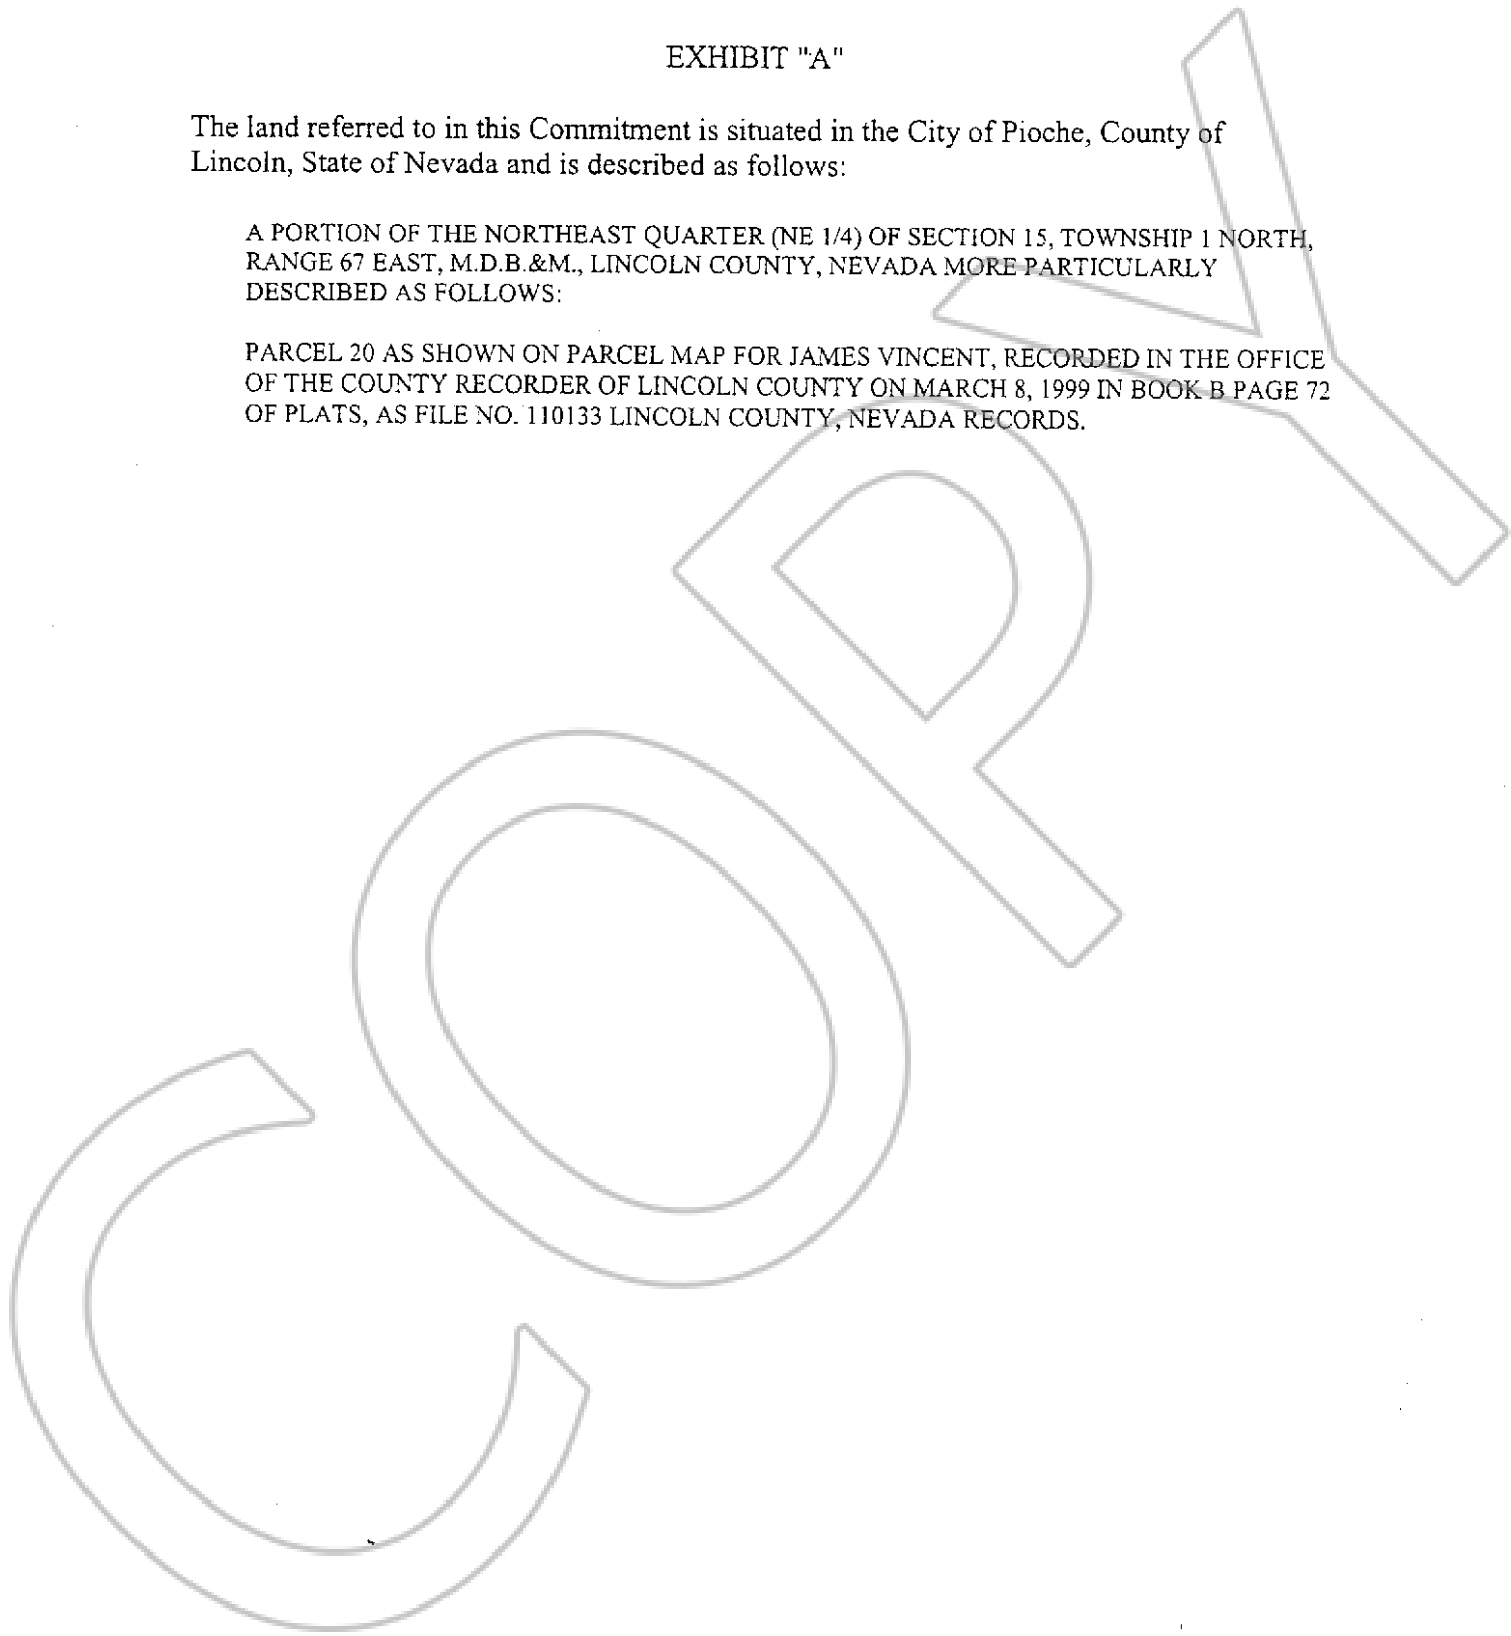 EXHIBIT "A"
The land referred to in this Commitment is situated in the City of Pioche, County of
Lincoln, State of Nevada and is described as follows:
A PORTION OF THE NORTHEAST QUARTER (NE 1/4) OF SECTION 15, TOWNSHIP 1 NORTH,
RANGE 67 EAST, M.D.B.&M., LINCOLN COUNTY, NEVADA MORE PARTICULARLY
DESCRIBED AS FOLLOWS:
PARCEL 20 AS SHOWN ON PARCEL MAP FOR JAMES VINCENT, RECORDED IN THE OFFICE
OF THE COUNTY RECORDER OF LINCOLN COUNTY ON MARCH 8, 1999 IN BOOK B PAGE 72
OF PLATS, AS FILE NO. 110133 LINCOLN COUNTY, NEVADA RECORDS.
COPY